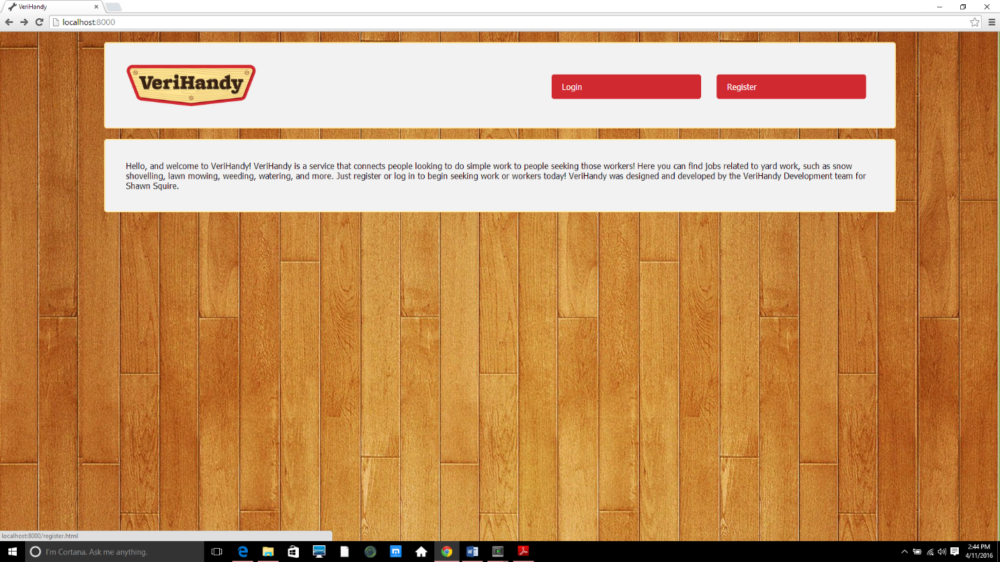 VeriHandy
localhost:8000
VeriHandy
Login
Register
Hello, and welcome to VeriHandy! VeriHandy is a service that connects people looking to do simple work to people seeking those workers! Here you can find jobs related to yard work, such as snow
shovelling, lawn mowing, weeding, watering, and more. Just register or log in to begin seeking work or workers today! VeriHandy was designed and developed by the VeriHandy Development team for
Shawn Squire.
localhost:8000/register.html
I'm Cortana. Ask me anything.
2:44 PM
4/11/2016